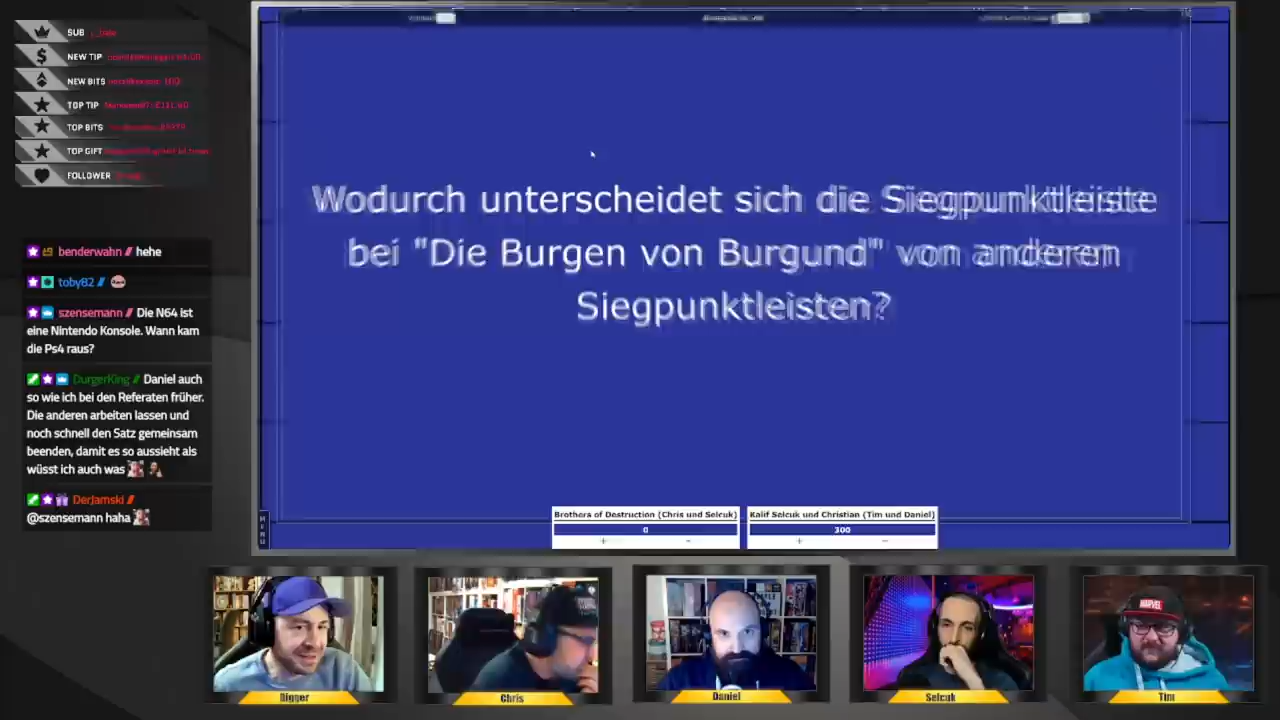 SUB
NEW TIP
NEW BITS
TOP TIP
TOP BITS
TOP GIFT
FOLLOWER
benderwahn // hehe
toby82 //
szensemann // Die N64 ist
eine Nintendo Konsole. Wann kam
die Ps4 raus?
DurgerKing // Daniel auch
so wie ich bei den Referaten früher.
Die anderen arbeiten lassen und
noch schnell den Satz gemeinsam
beenden, damit es so aussieht als
wüsst ich auch was
DerJamski //
@szensemann haha
Wodurch unterscheidet sich die Siegpunktleiste
bei "Die Burgen von Burgund" von anderen
Siegpunktleisten?
MENU
Brothers of Destruction (Chris und Selcuk)
0
+ -
Kalif Selcuk und Christian (Tim und Daniel)
300
+ -
MARVEL
Chris
Daniel
Selcuk
Tim